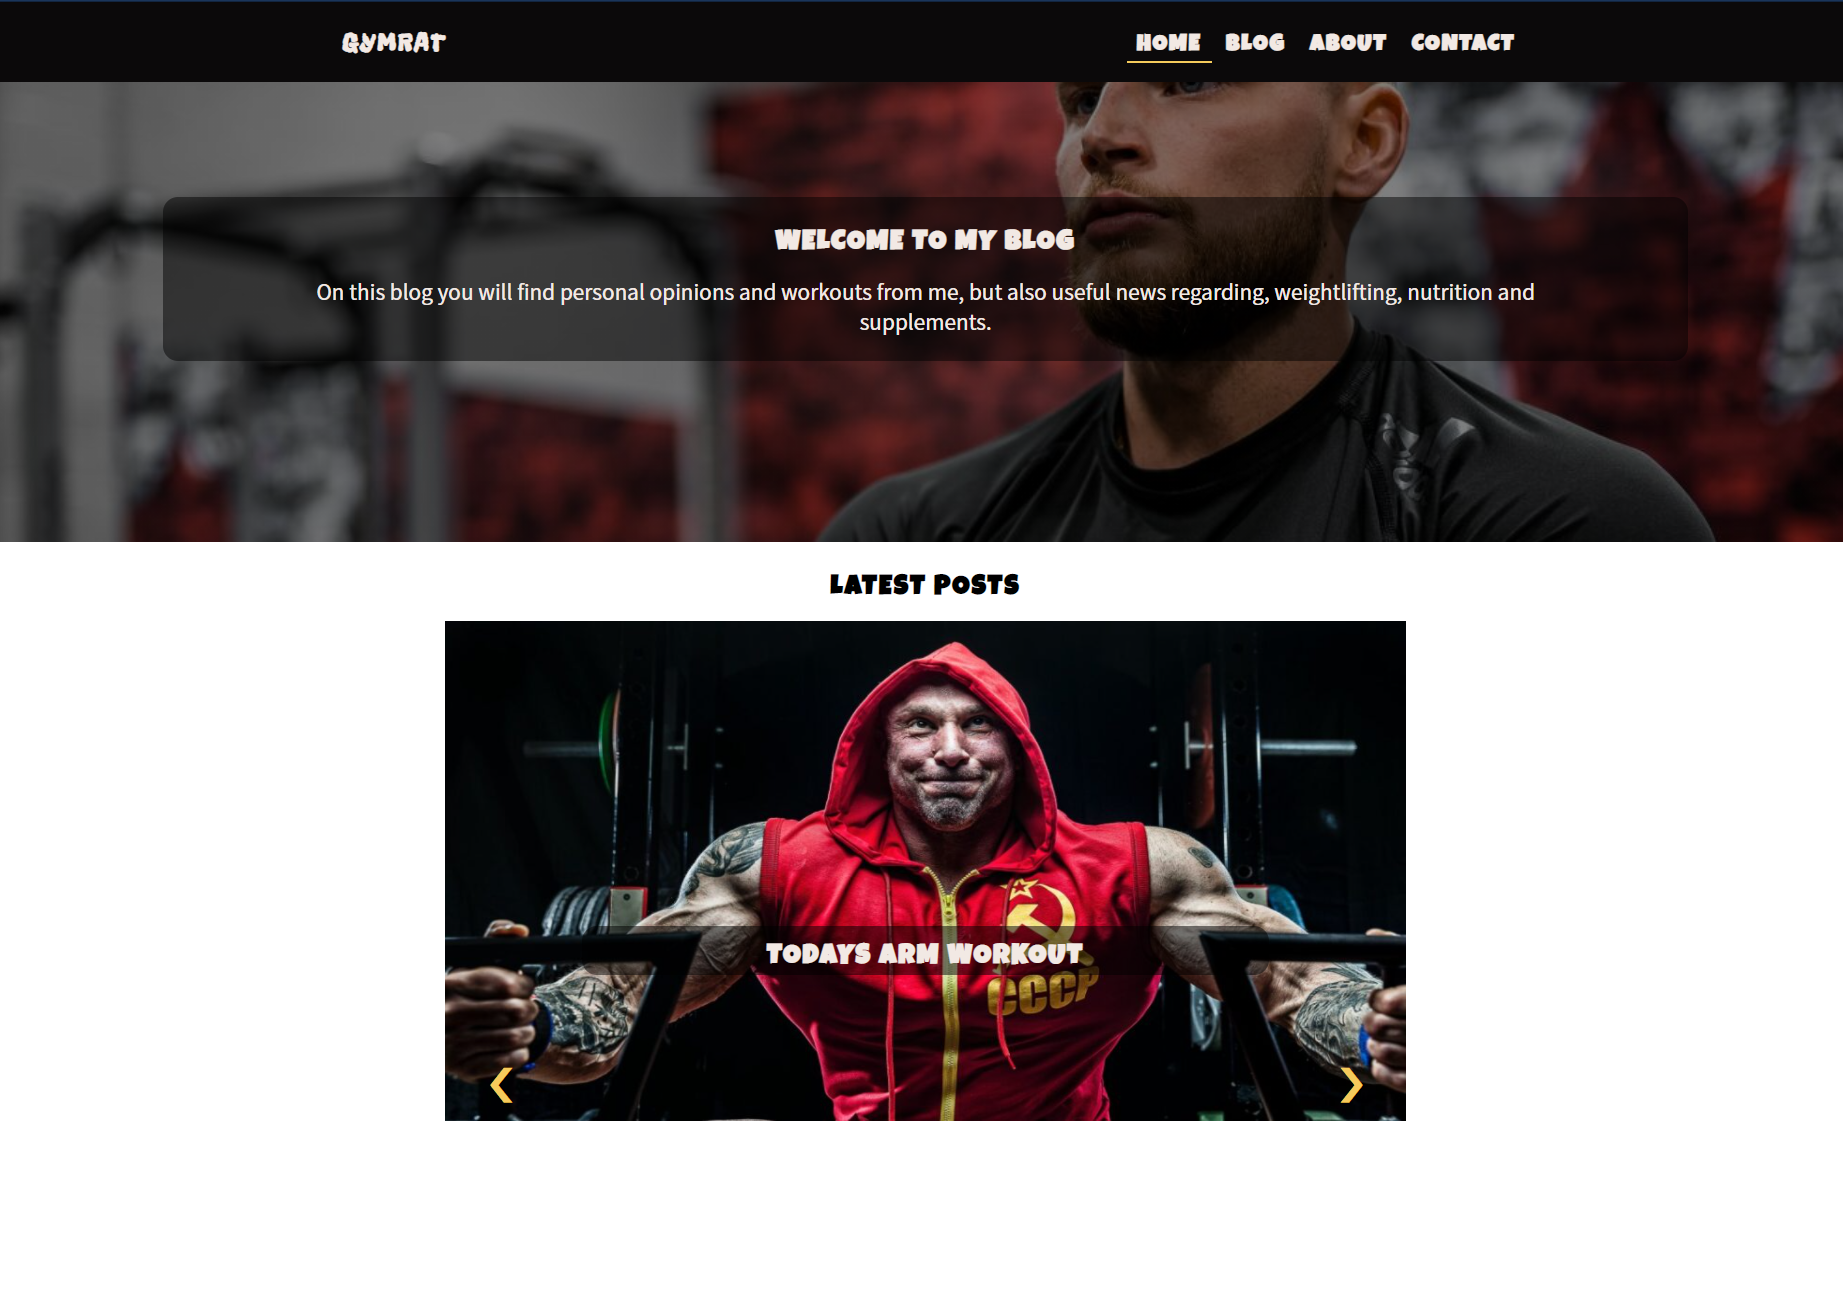 GYMRAT
HOME BLOG ABOUT CONTACT
WELCOME TO MY BLOG
On this blog you will find personal opinions and workouts from me, but also useful news regarding, weightlifting, nutrition and
supplements.
LATEST POSTS
TODAYS ARM WORKOUT
CCCP
❮ ❯